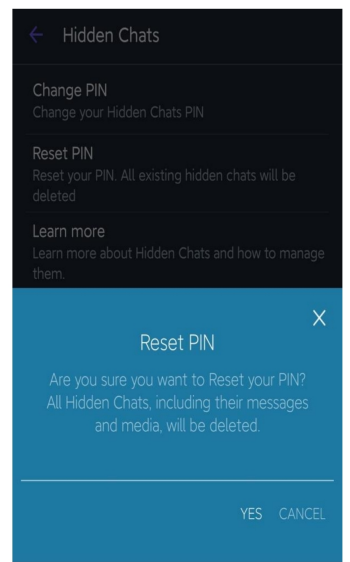 Hidden Chats
Change PIN
Change your Hidden Chats PIN
Reset PIN
Reset your PIN. All existing hidden chats will be
deleted
Learn more
Learn more about Hidden Chats and how to manage
them.
X
Reset PIN
Are you sure you want to Reset your PIN?
All Hidden Chats, including their messages
and media, will be deleted.
YES CANCEL